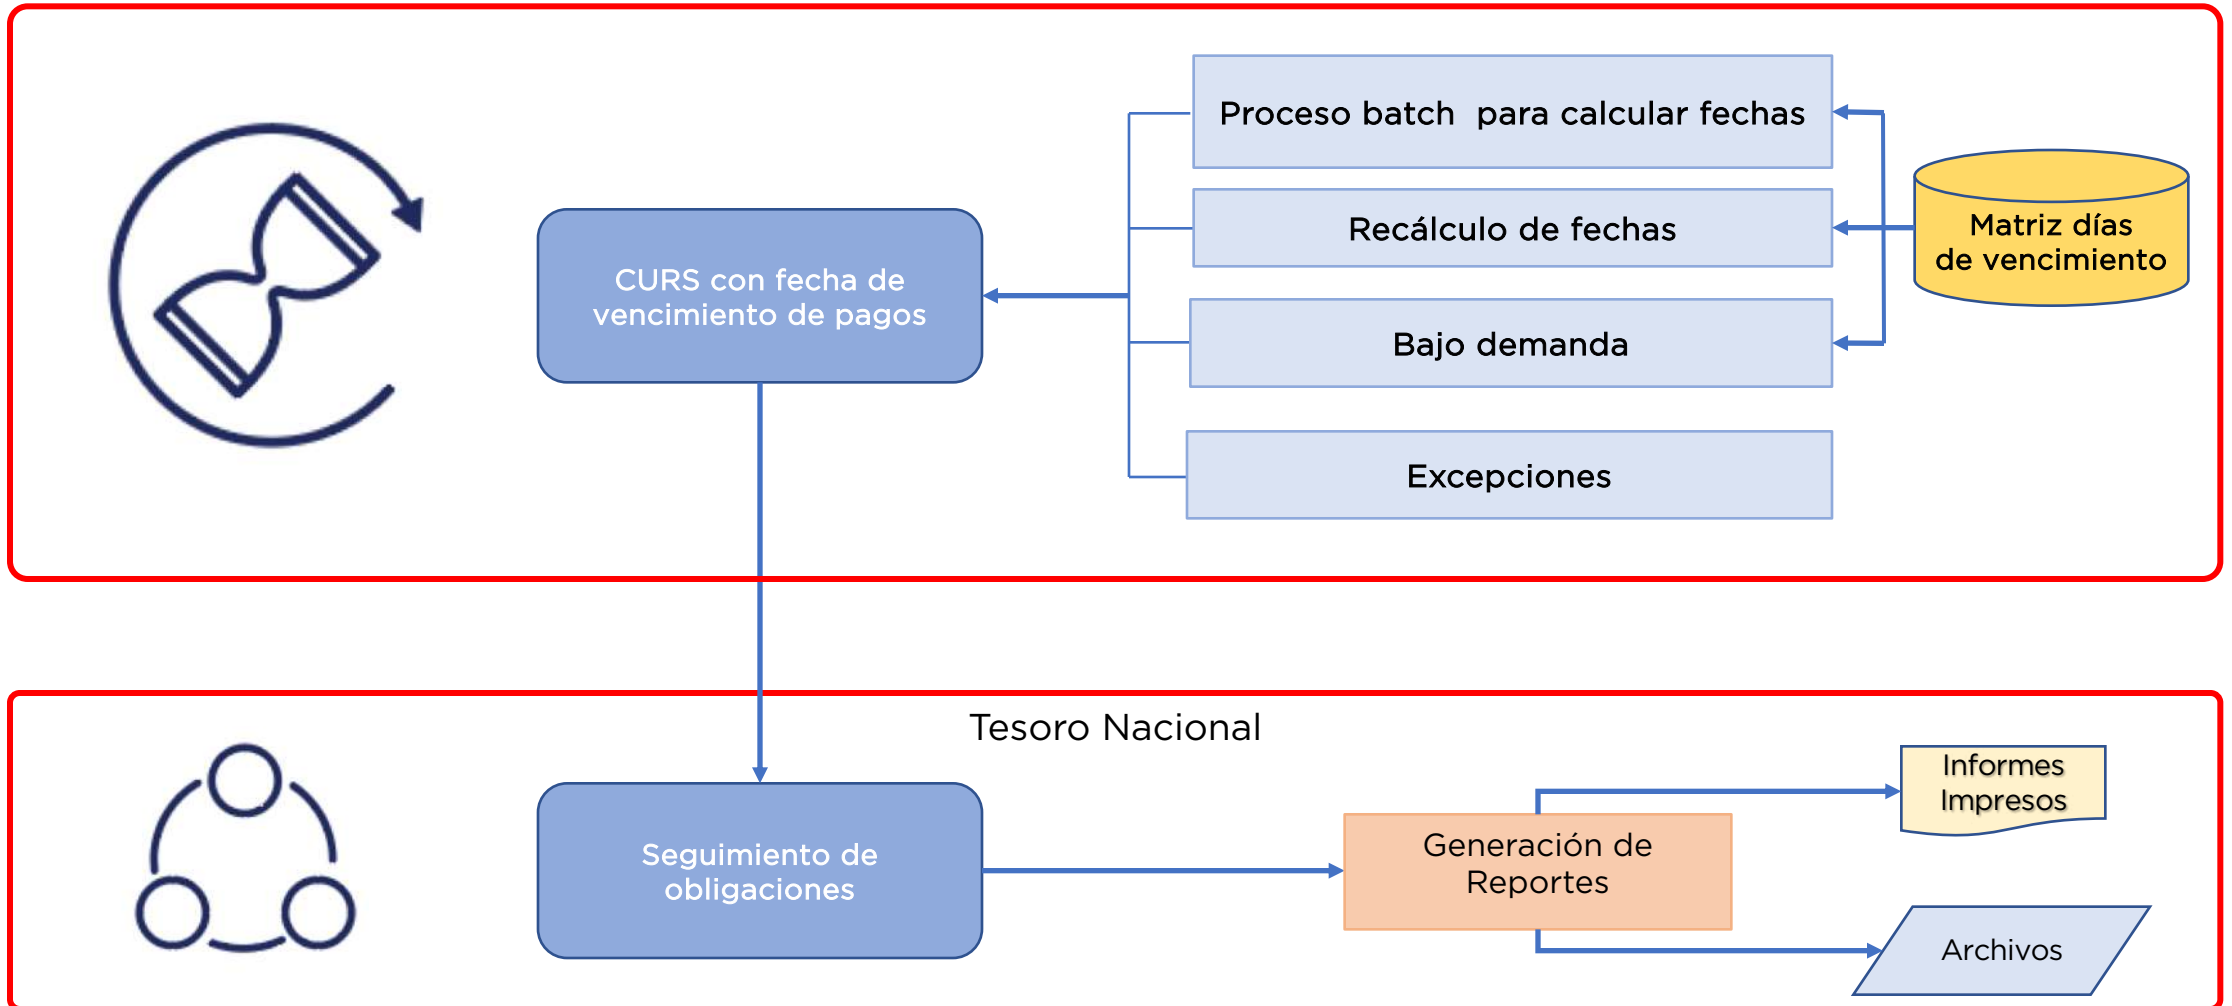 Proceso batch  para calcular fechas
Recálculo de fechas
Matriz días
de vencimiento
CURS con fecha de
vencimiento de pagos
Bajo demanda
Excepciones
Tesoro Nacional
Informes
Impresos
Seguimiento de
obligaciones
Generación de
Reportes
Archivos